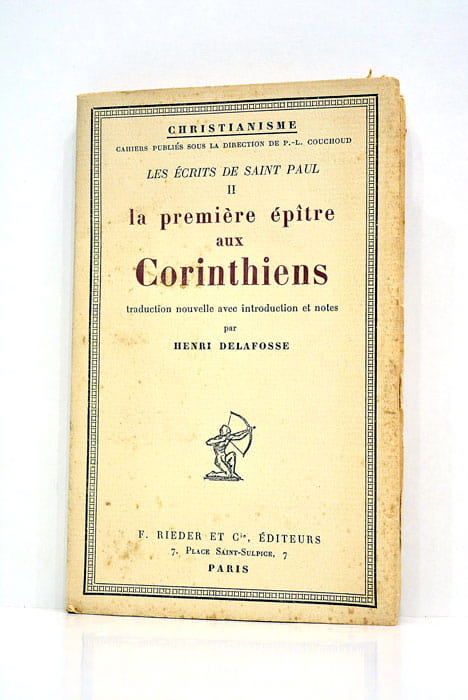 CHRISTIANISME
CAHIERS PUBLIÉS SOUS LA DIRECTION DE P.-L. COUCHOUD
LES ÉCRITS DE SAINT PAUL
II
la première épître
aux
Corinthiens
traduction nouvelle avec introduction et notes
par
HENRI DELAFOSSE
F. RIEDER ET Cie, ÉDITEURS
7, PLACE SAINT-SULPICE, 7
PARIS